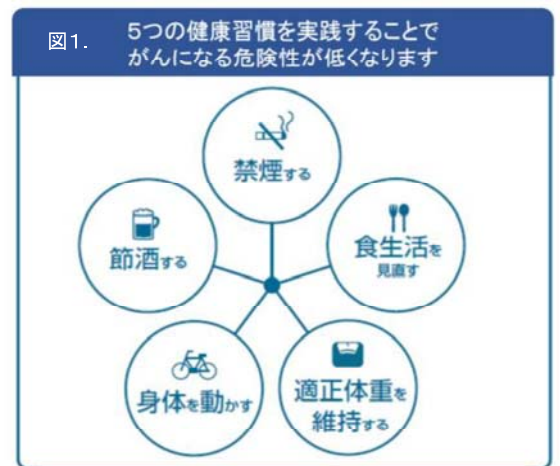 図1.
5つの健康習慣を実践することで
がんになる危険性が低くなります
禁煙する
節酒する
食生活を
見直す
身体を動かす
適正体重を
維持する